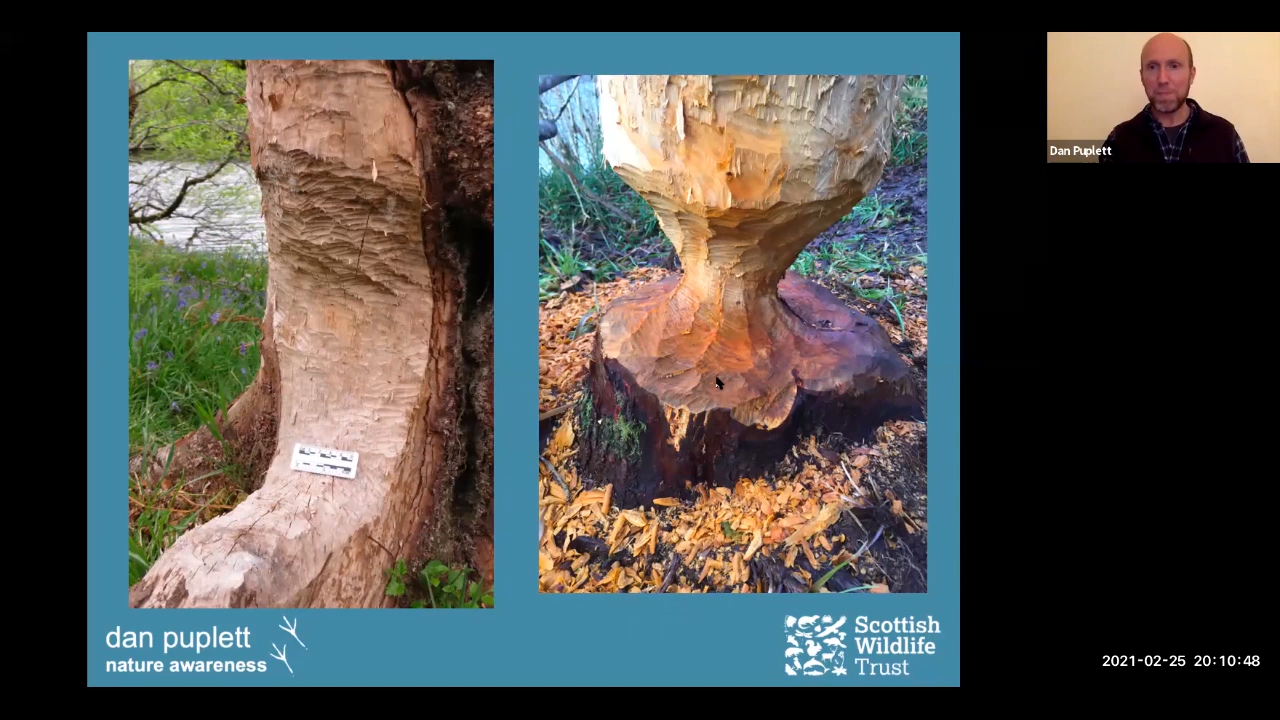 Dan Puplett
dan puplett
nature awareness
Scottish
Wildlife
Trust
2021-02-25 20:10:48